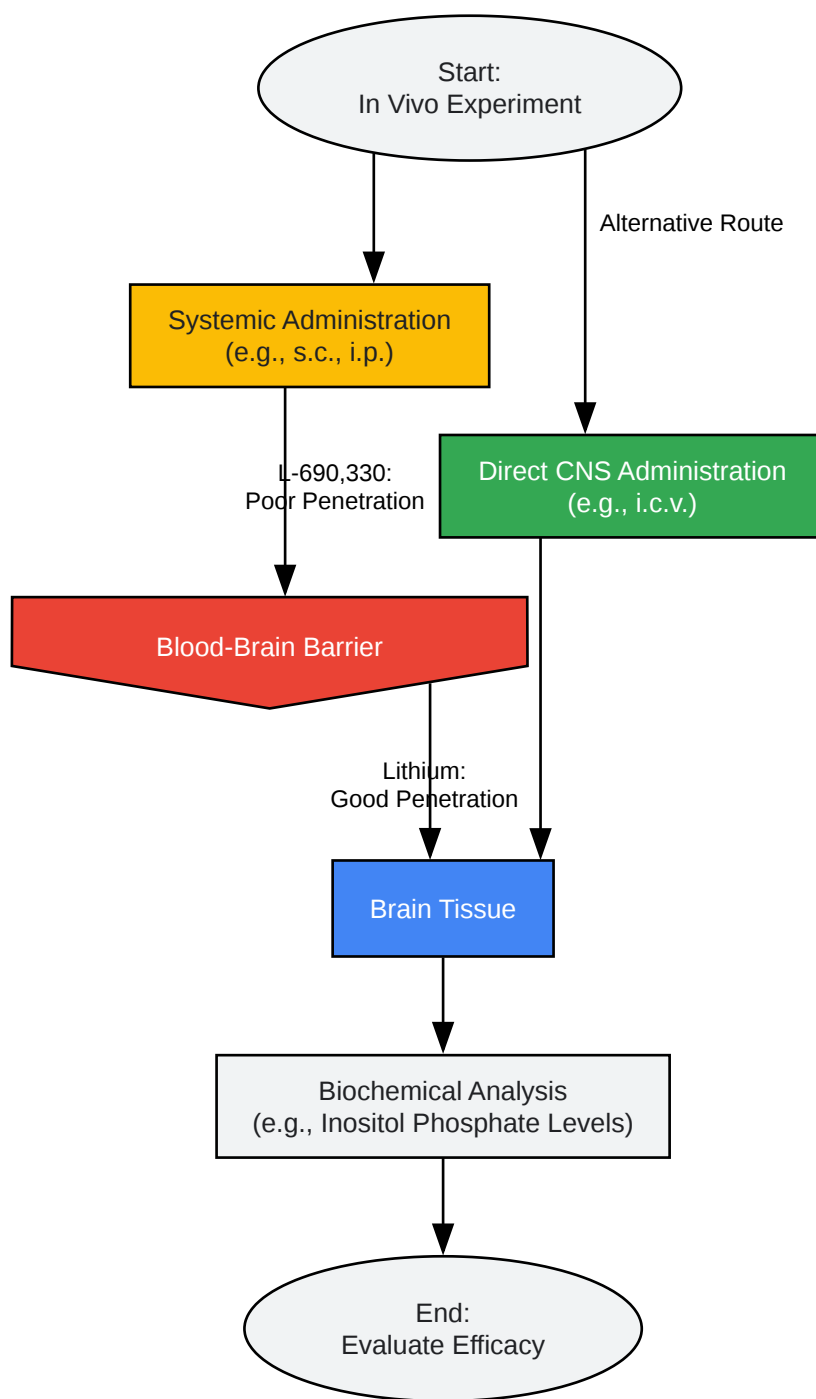 Start:
In Vivo Experiment
Alternative Route
Systemic Administration
(e.g., s.c., i.p.)
L-690,330:
Poor Penetration
Direct CNS Administration
(e.g., i.c.v.)
Blood-Brain Barrier
Lithium:
Good Penetration
Brain Tissue
Biochemical Analysis
(e.g., Inositol Phosphate Levels)
End:
Evaluate Efficacy